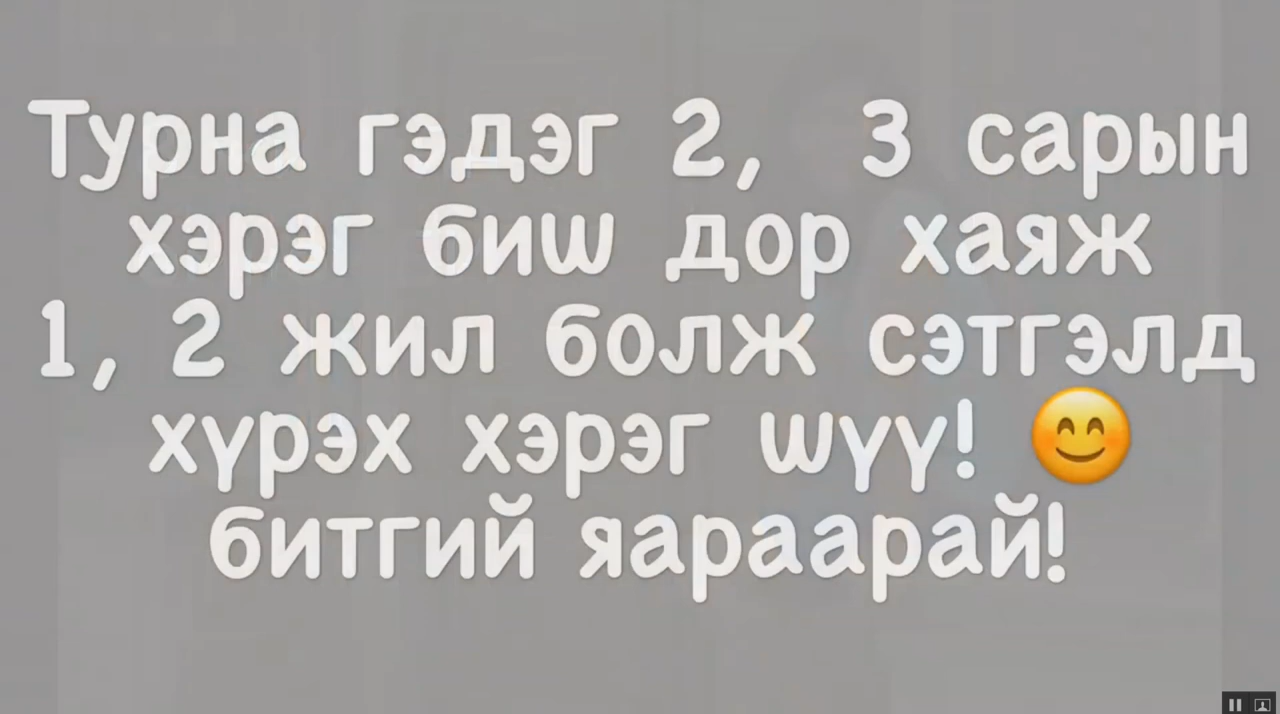 Турна гэдэг 2, 3 сарын
хэрэг биш дор хаяж
1, 2 жил болж сэтгэлд
хүрэх хэрэг шүү! 😊
битгий яараарай!